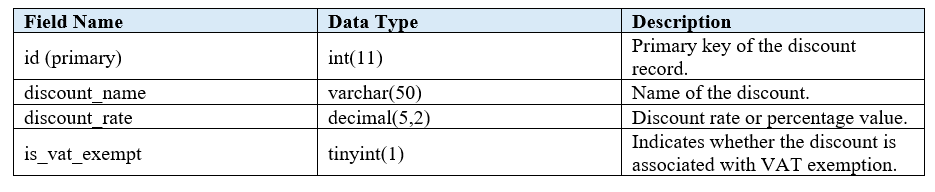 Field Name Data Type Description
id (primary) int(11) Primary key of the discount
record.
discount_name varchar(50) Name of the discount.
discount_rate decimal(5,2) Discount rate or percentage value.
is_vat_exempt tinyint(1) Indicates whether the discount is
associated with VAT exemption.